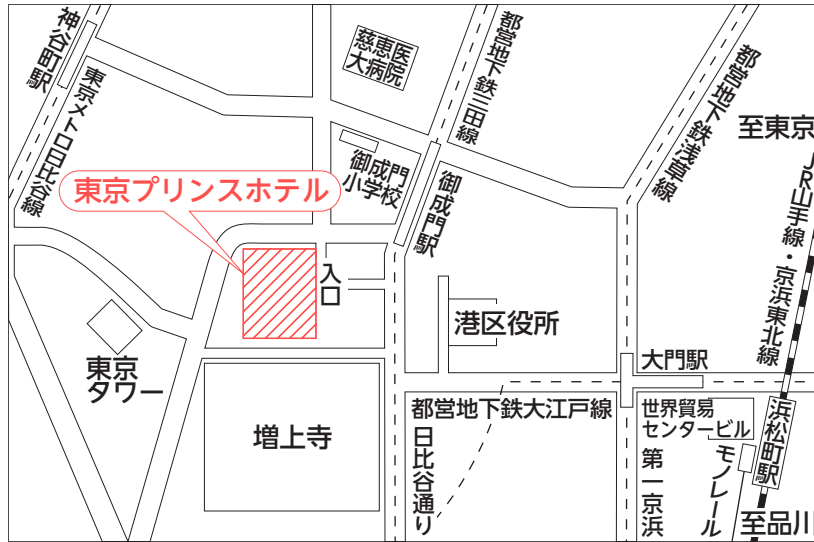 神谷町駅
東京メトロ日比谷線
慈恵医院
大病院
都営地下鉄三田線
都営地下鉄浅草線
至東京
JR山手線・京浜東北線
御成門
小学校
御成門駅
東京プリンスホテル
入口
港区役所
東京
タワー
大門駅
増上寺
都営地下鉄大江戸線
日比谷通り
世界貿易
センタービル
第一京浜
モノレール
浜松町駅
至品川